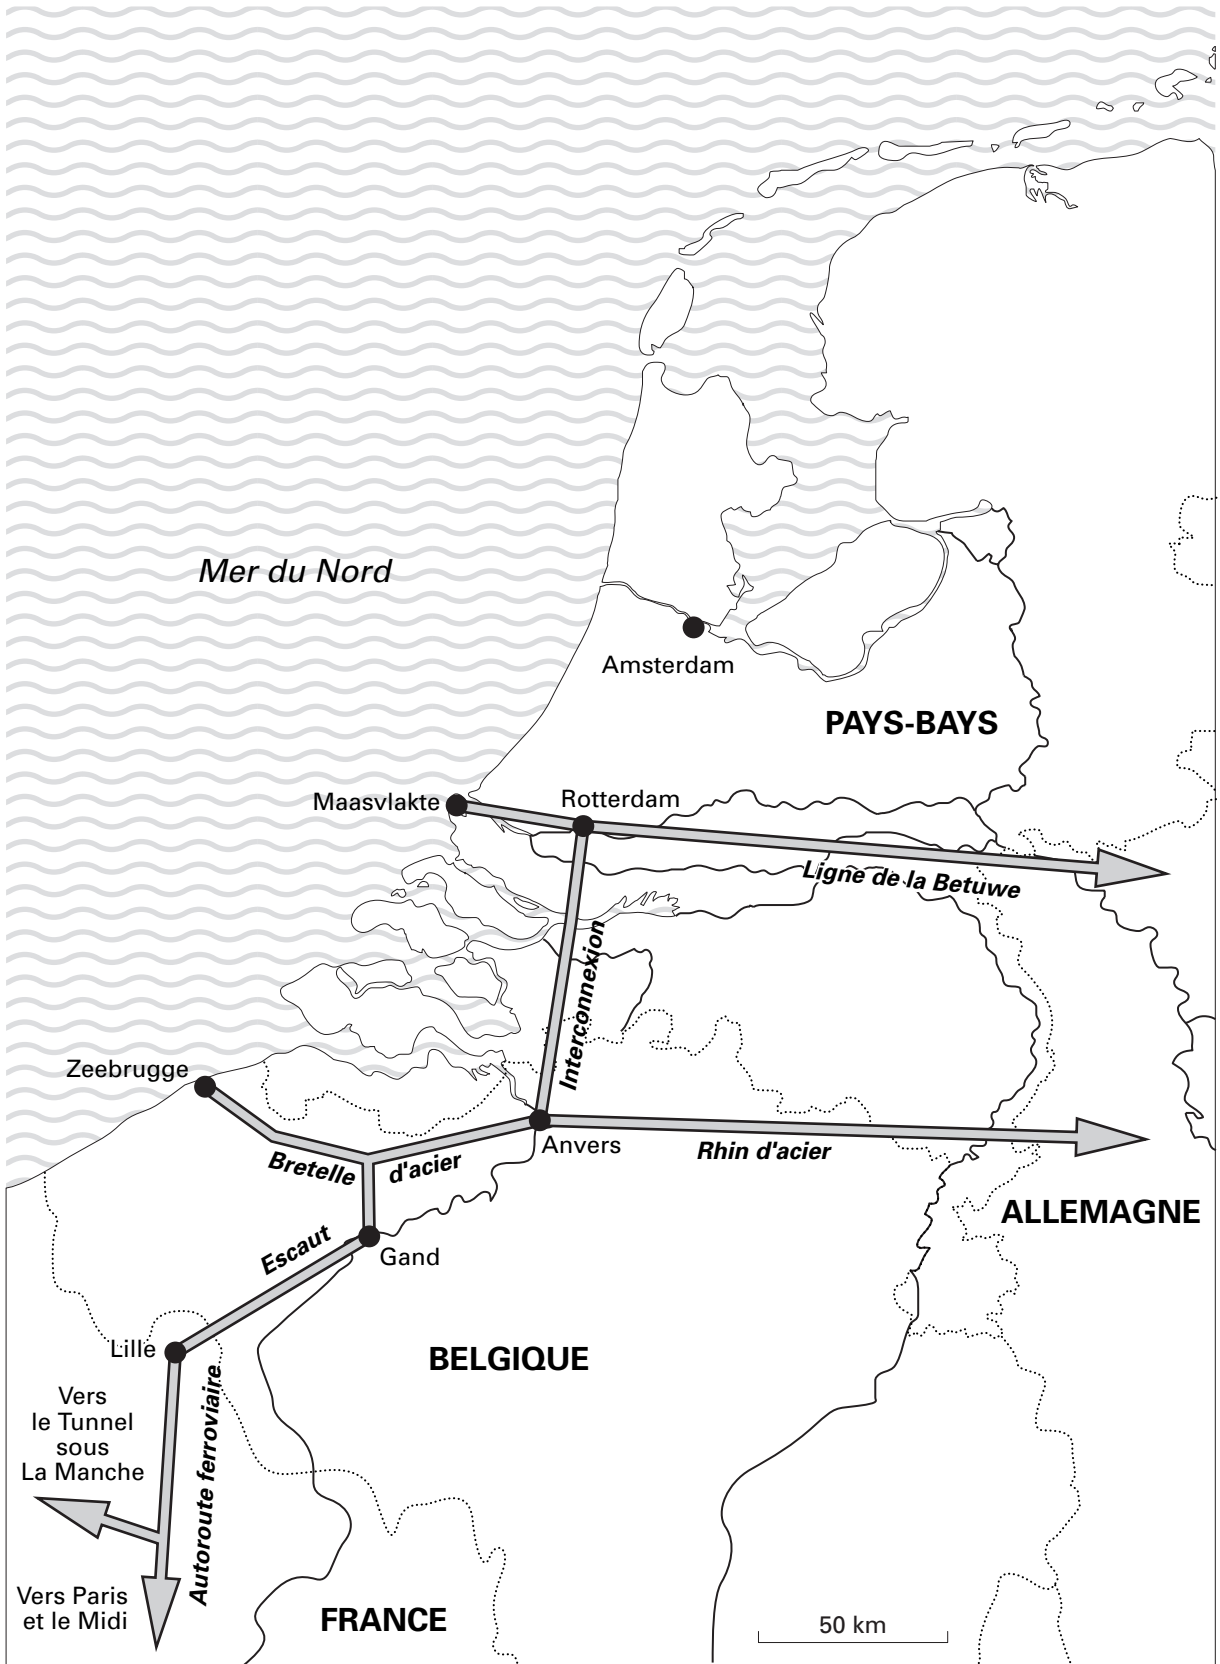 Mer du Nord
Amsterdam
PAYS-BAYS
Maasvlakte
Rotterdam
Ligne de la Betuwe
Interconnexion
Zeebrugge
Anvers
Bretelle d'acier
Rhin d'acier
ALLEMAGNE
Escaut
Gand
Lille
BELGIQUE
Vers
le Tunnel
sous
La Manche
Autoroute ferroviaire
Vers Paris
et le Midi
FRANCE
50 km